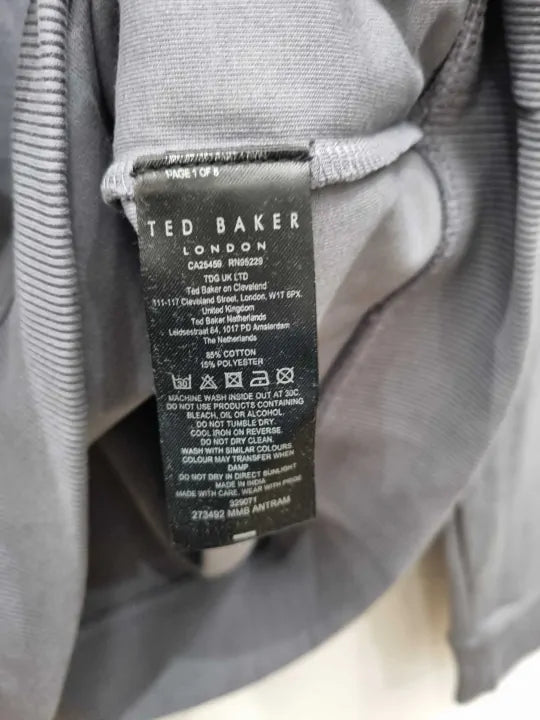 PAGE 1 OF 8
TED BAKER
LONDON
CA25459 RN95229
TDG UK LTD
Ted Baker on Cleveland
111-117 Cleveland Street, London, W1T 6PX.
United Kingdom
Ted Baker Netherlands
Leidsestraat 84, 1017 PD Amsterdam
The Netherlands
85% COTTON
15% POLYESTER
30
MACHINE WASH INSIDE OUT AT 30C
DO NOT USE PRODUCTS CONTAINING
BLEACH, OIL OR ALCOHOL.
DO NOT TUMBLE DRY.
COOL IRON ON REVERSE.
DO NOT DRY CLEAN.
WASH WITH SIMILAR COLOURS.
COLOUR MAY TRANSFER WHEN
DAMP
DO NOT DRY IN DIRECT SUNLIGHT
MADE IN INDIA
MADE WITH CARE, WEAR WITH PRIDE
329071
273492 MMB ANTRAM